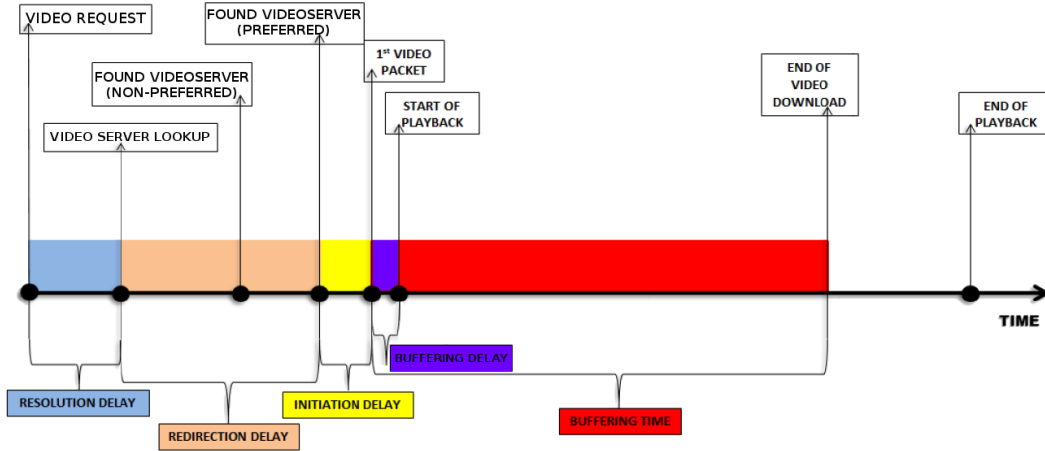 VIDEO REQUEST
FOUND VIDEOSERVER
(PREFERRED)
1st VIDEO
PACKET
FOUND VIDEOSERVER
(NON-PREFERRED)
END OF
VIDEO
DOWNLOAD
START OF
PLAYBACK
END OF
PLAYBACK
VIDEO SERVER LOOKUP
TIME
BUFFERING DELAY
RESOLUTION DELAY
INITIATION DELAY
BUFFERING TIME
REDIRECTION DELAY